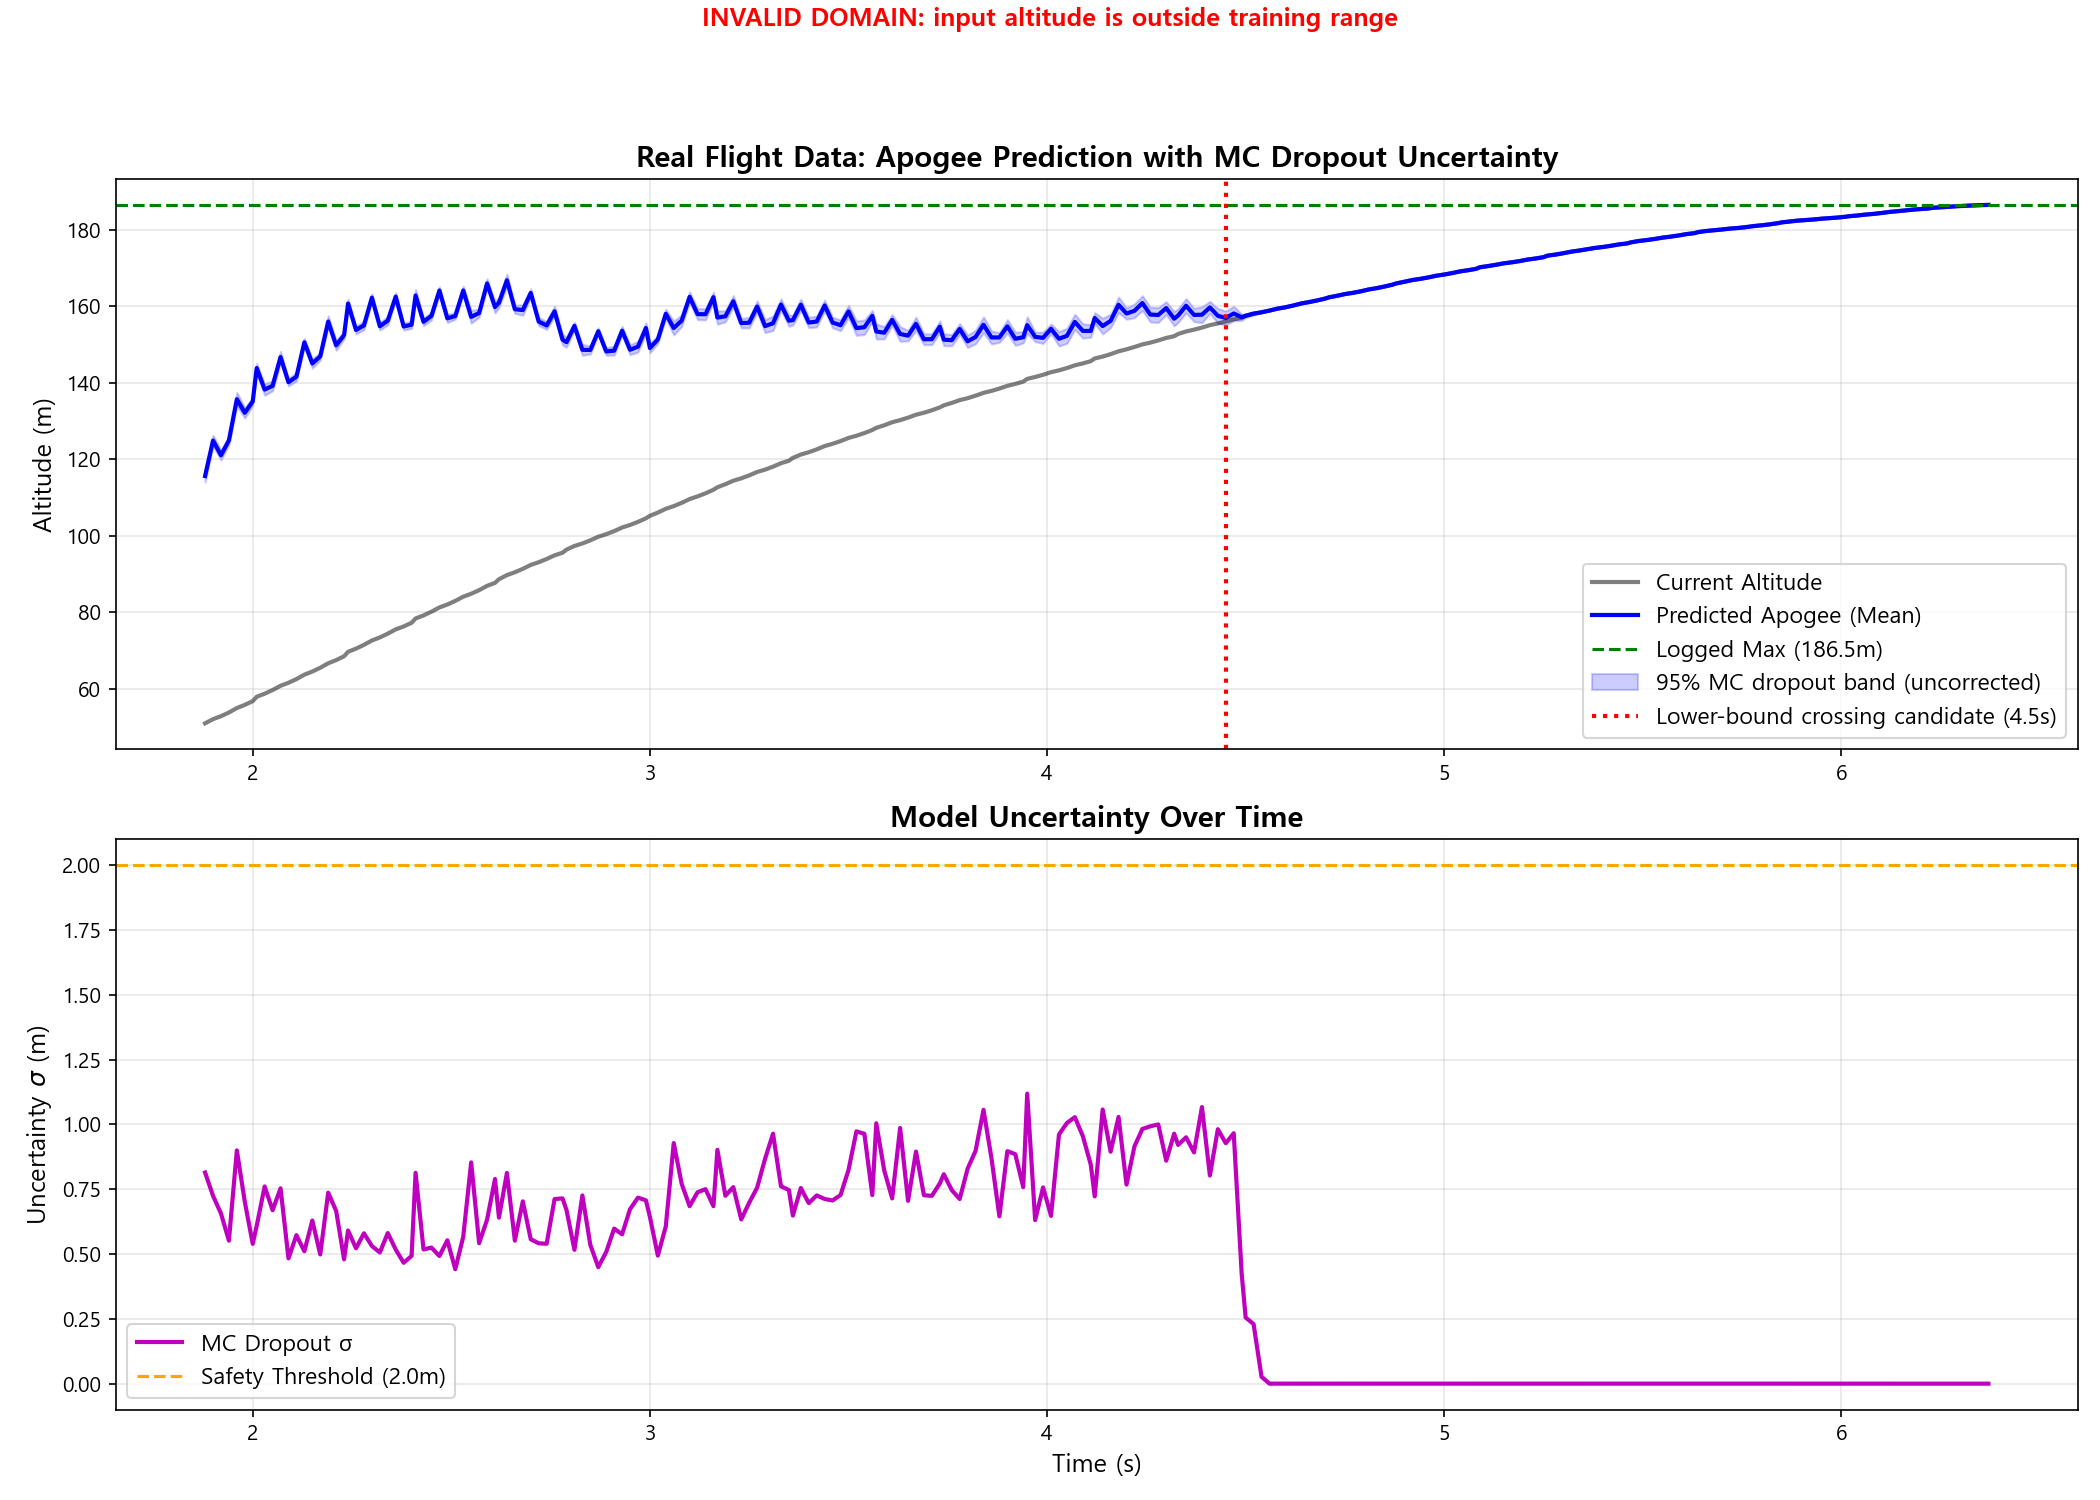 INVALID DOMAIN: input altitude is outside training range
Real Flight Data: Apogee Prediction with MC Dropout Uncertainty
Altitude (m)
180
160
140
120
100
80
60
2
3
4
5
6
Current Altitude
Predicted Apogee (Mean)
Logged Max (186.5m)
95% MC dropout band (uncorrected)
Lower-bound crossing candidate (4.5s)
Model Uncertainty Over Time
Uncertainty σ (m)
2.00
1.75
1.50
1.25
1.00
0.75
0.50
0.25
0.00
MC Dropout σ
Safety Threshold (2.0m)
2
3
4
5
6
Time (s)